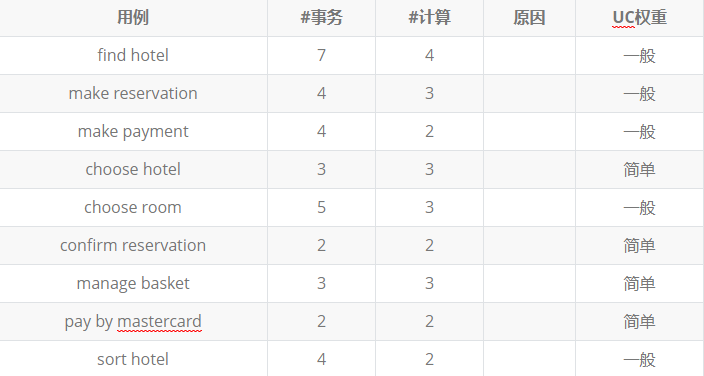 用例 #事务 #计算 原因 UC权重
find hotel 7 4 一般
make reservation 4 3 一般
make payment 4 2 一般
choose hotel 3 3 简单
choose room 5 3 一般
confirm reservation 2 2 简单
manage basket 3 3 简单
pay by mastercard 2 2 简单
sort hotel 4 2 一般